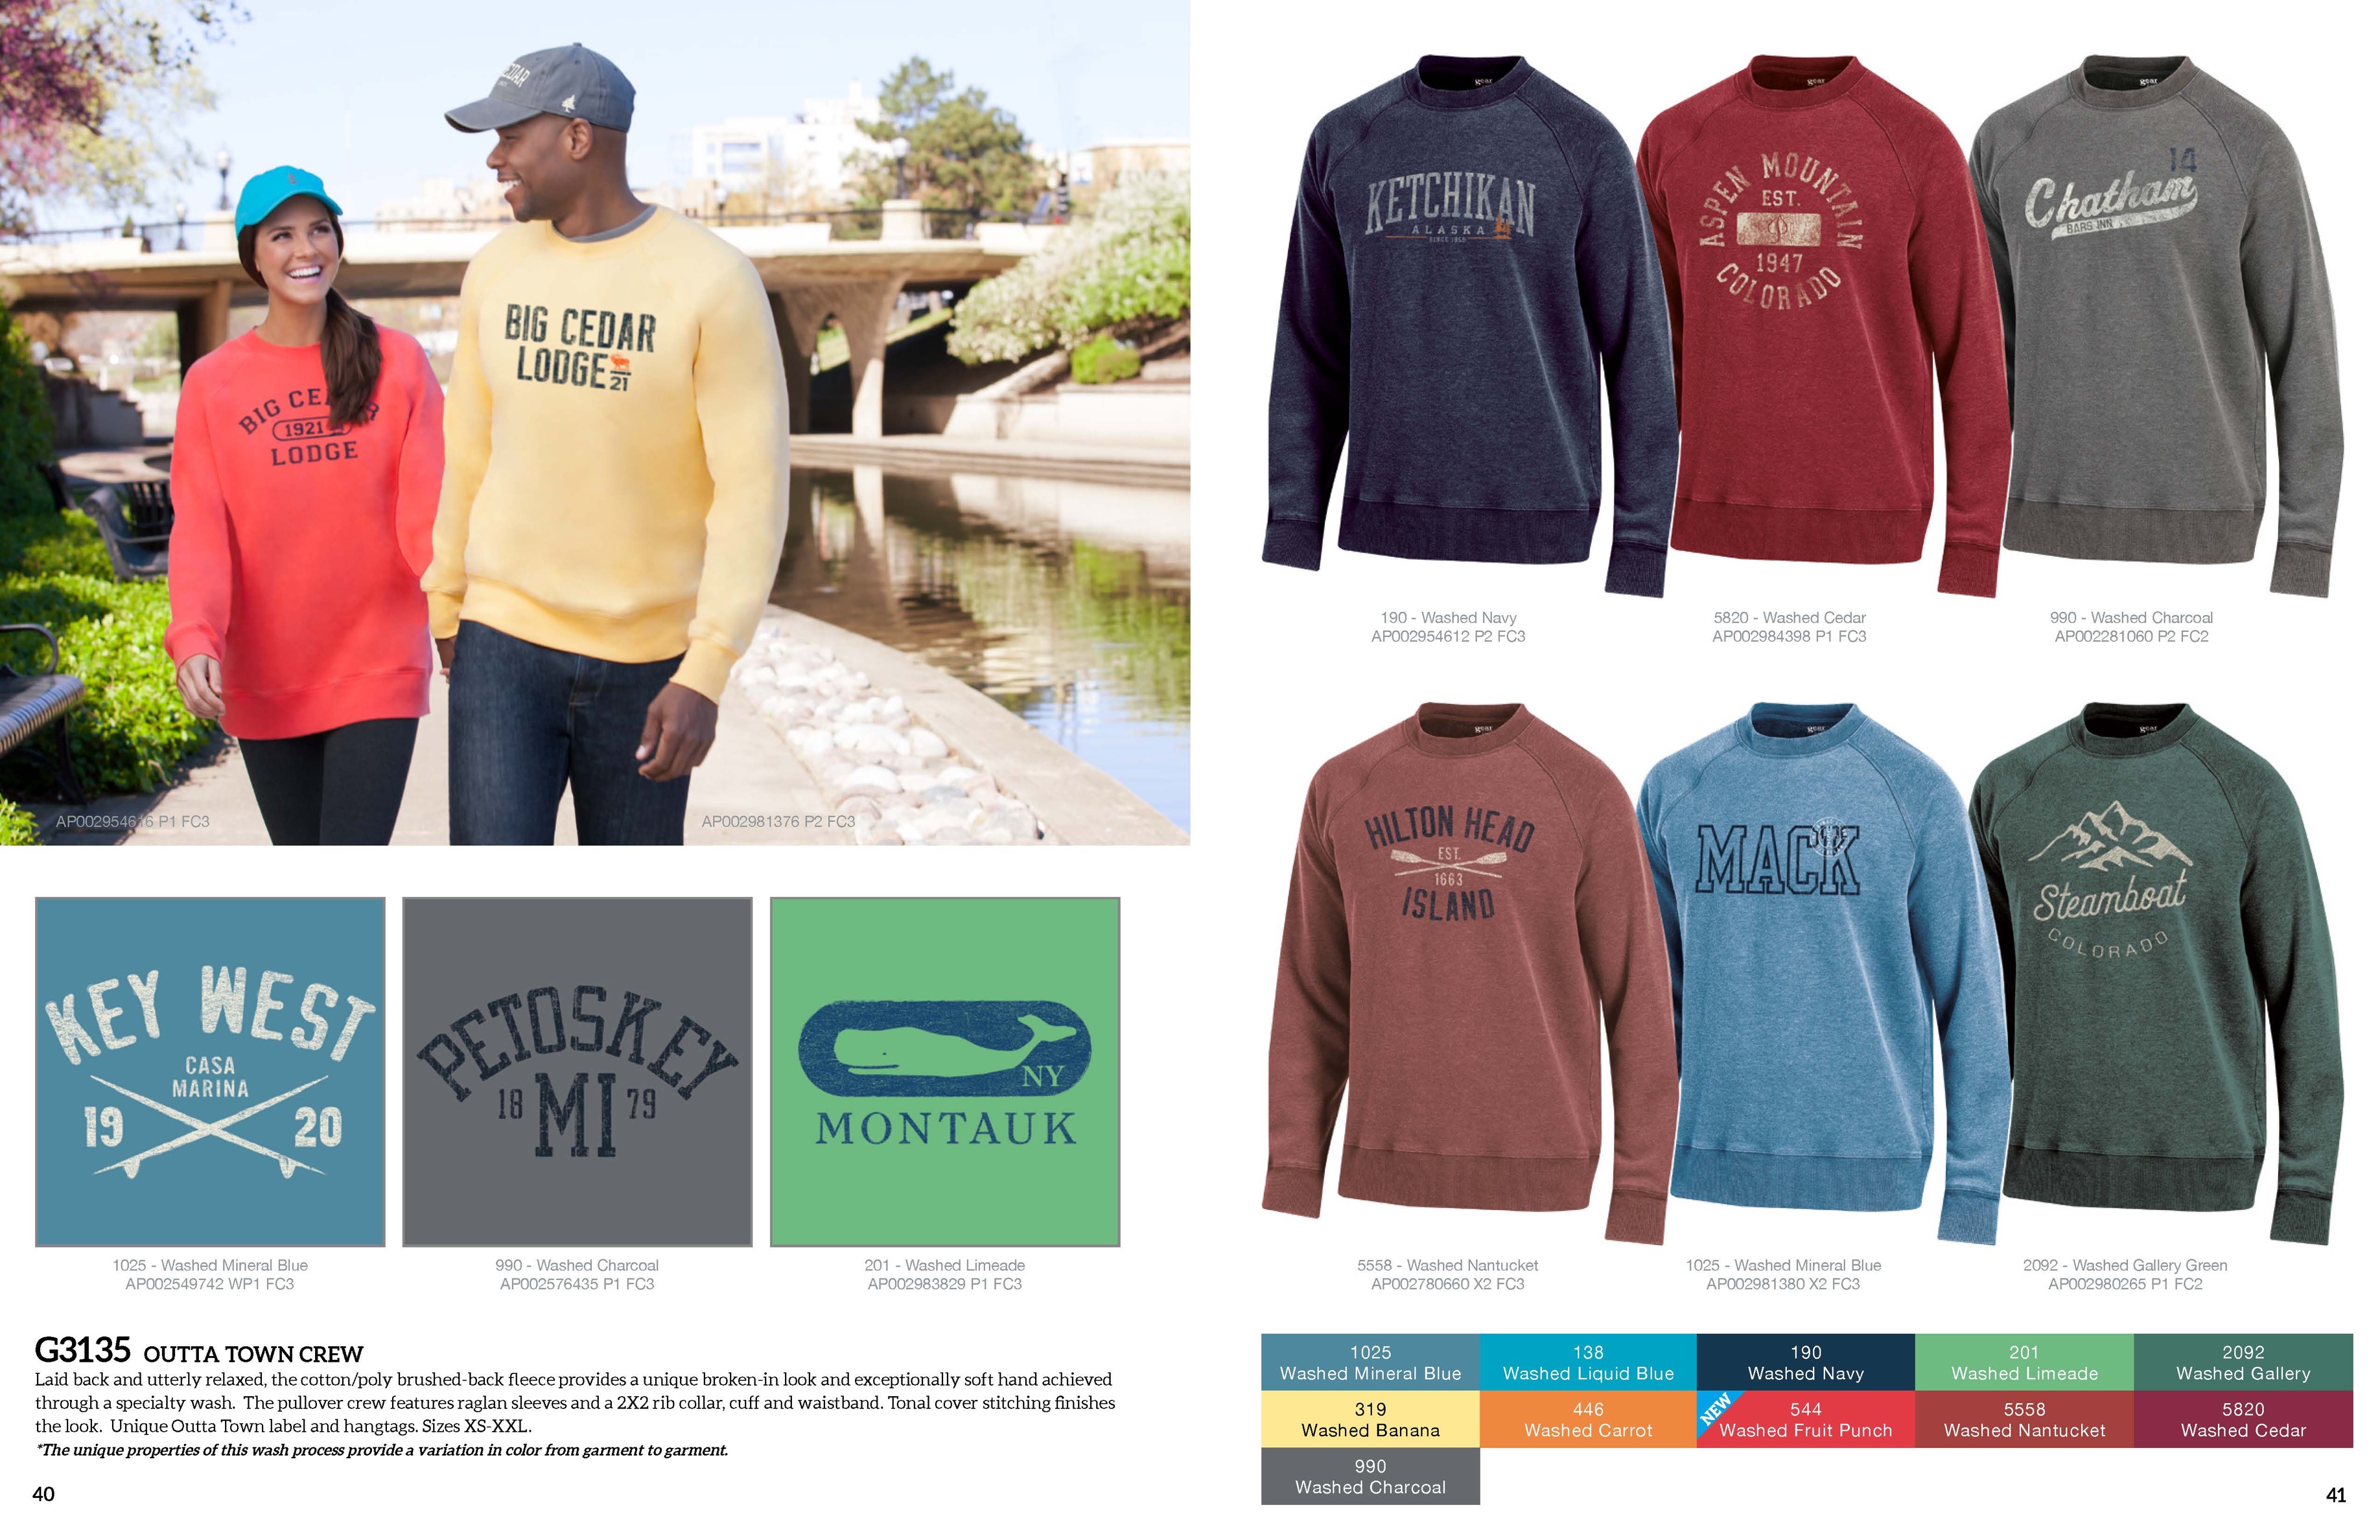 CEDAR
BIG CEDAR
LODGE
21
BIG CE
1921
LODGE
AP002954616 P1 FC3
AP002981376 P2 FC3
KEY WEST
CASA
MARINA
19 20
1025 - Washed Mineral Blue
AP002549742 WP1 FC3
PETOSKEY
18 MI 79
990 - Washed Charcoal
AP002576435 P1 FC3
NY
MONTAUK
201 - Washed Limeade
AP002983829 P1 FC3
G3135 OUTTA TOWN CREW
Laid back and utterly relaxed, the cotton/poly brushed-back fleece provides a unique broken-in look and exceptionally soft hand achieved
through a specialty wash. The pullover crew features raglan sleeves and a 2X2 rib collar, cuff and waistband. Tonal cover stitching finishes
the look. Unique Outta Town label and hangtags. Sizes XS-XXL.
*The unique properties of this wash process provide a variation in color from garment to garment.
40
gear
KETCHIKAN
ALASKA
SINCE 1950
190 - Washed Navy
AP002954612 P2 FC3
gear
ASPEN MOUNTAIN
EST.
1947
COLORADO
5820 - Washed Cedar
AP002984398 P1 FC3
gear
14
Chatham
BARS INN
990 - Washed Charcoal
AP002281060 P2 FC2
gear
HILTON HEAD
EST.
1663
ISLAND
5558 - Washed Nantucket
AP002780660 X2 FC3
gear
MACK
1025 - Washed Mineral Blue
AP002981380 X2 FC3
gear
Steamboat
COLORADO
2092 - Washed Gallery Green
AP002980265 P1 FC2
1025
Washed Mineral Blue
138
Washed Liquid Blue
190
Washed Navy
201
Washed Limeade
2092
Washed Gallery
319
Washed Banana
446
Washed Carrot
NEW
544
Washed Fruit Punch
5558
Washed Nantucket
5820
Washed Cedar
990
Washed Charcoal
41